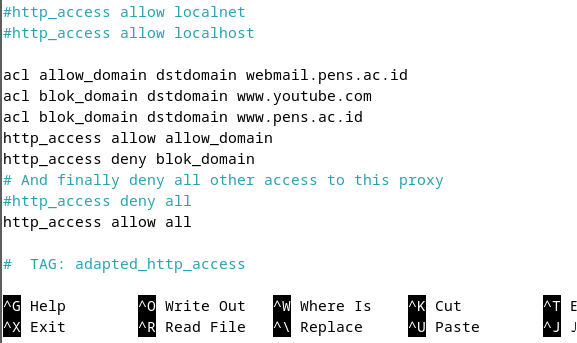 #http_access allow localnet
#http_access allow localhost
acl allow_domain dstdomain webmail.pens.ac.id
acl blok_domain dstdomain www.youtube.com
acl blok_domain dstdomain www.pens.ac.id
http_access allow allow_domain
http_access deny blok_domain
# And finally deny all other access to this proxy
#http_access deny all
http_access allow all
#  TAG: adapted_http_access
^G Help ^O Write Out ^W Where Is ^K Cut ^T E
^X Exit ^R Read File ^\ Replace ^U Paste ^J J